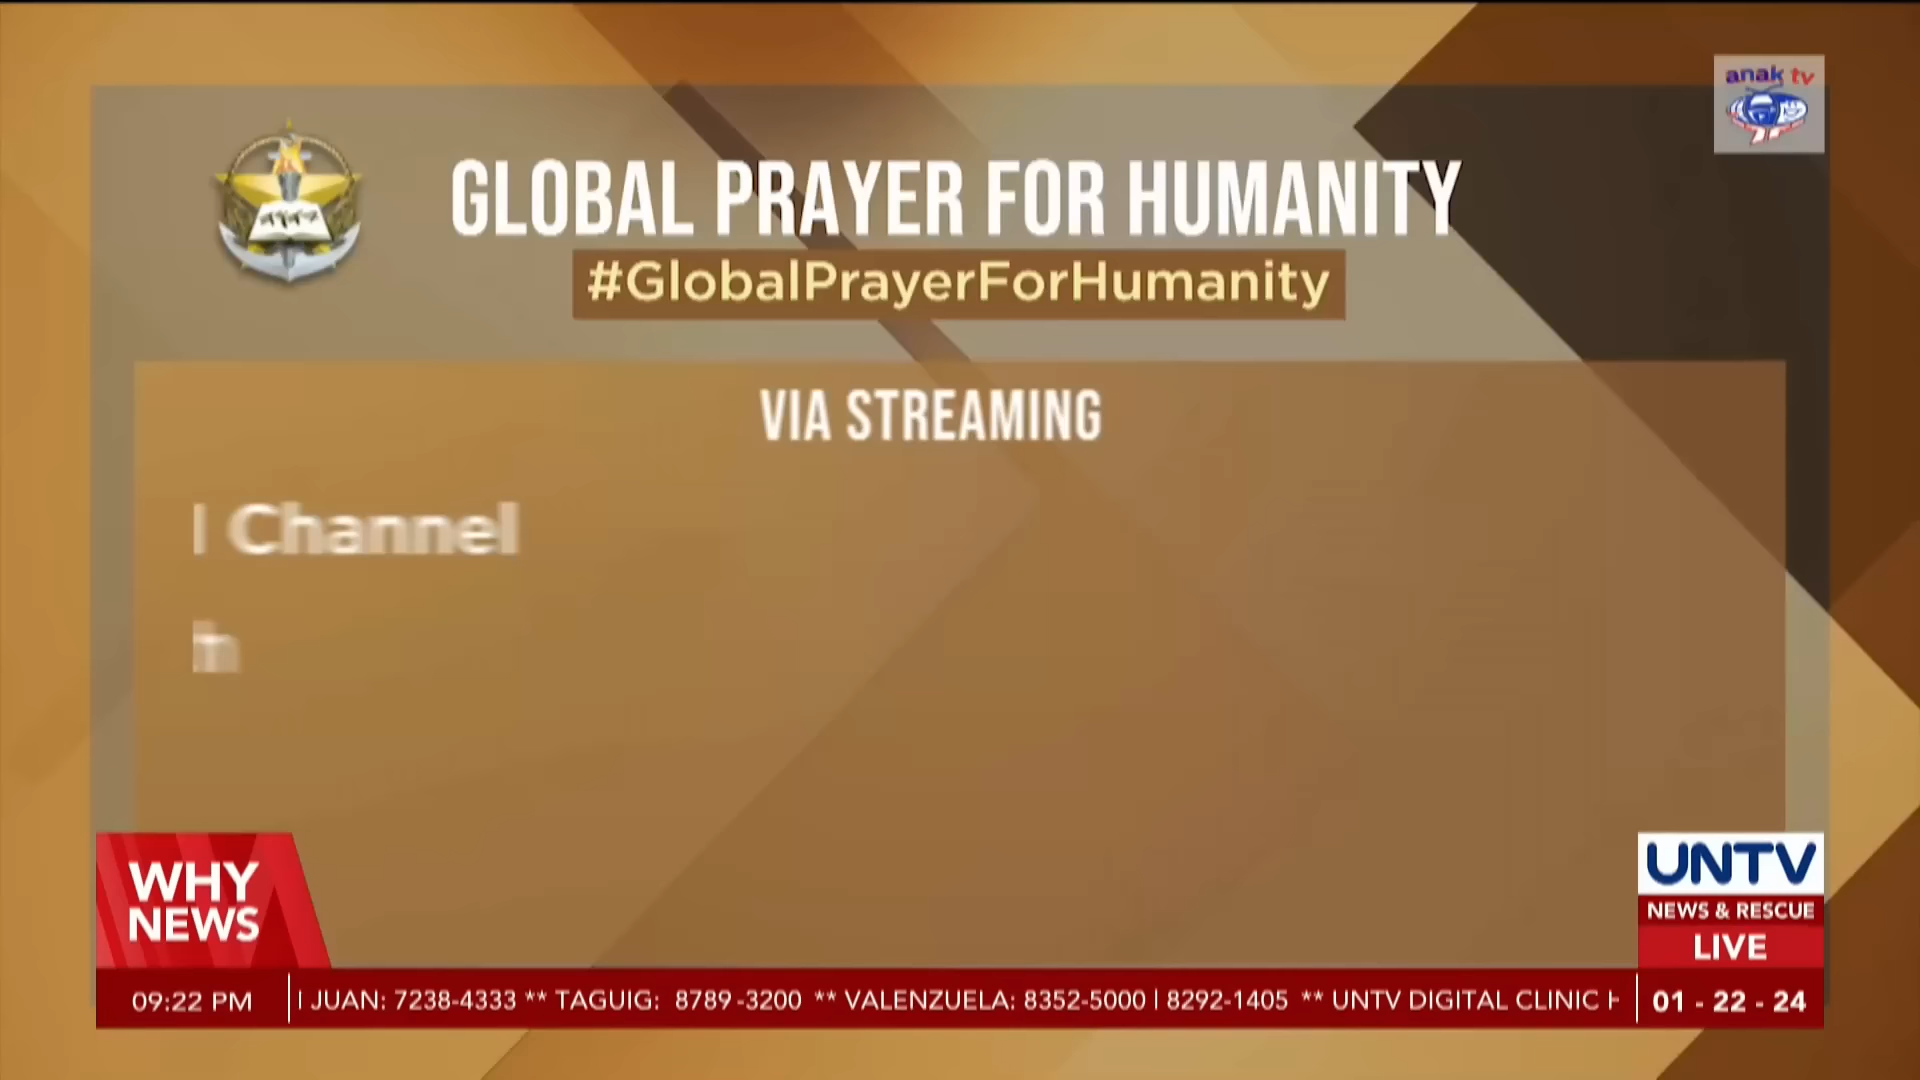 anak tv
GLOBAL PRAYER FOR HUMANITY
#GlobalPrayerForHumanity
VIA STREAMING
Channel
WHY
NEWS
UNTV
NEWS & RESCUE
LIVE
09:22 PM
JUAN: 7238-4333 ** TAGUIG: 8789-3200 ** VALENZUELA: 8352-5000 | 8292-1405 ** UNTV DIGITAL CLINIC
01 - 22 - 24